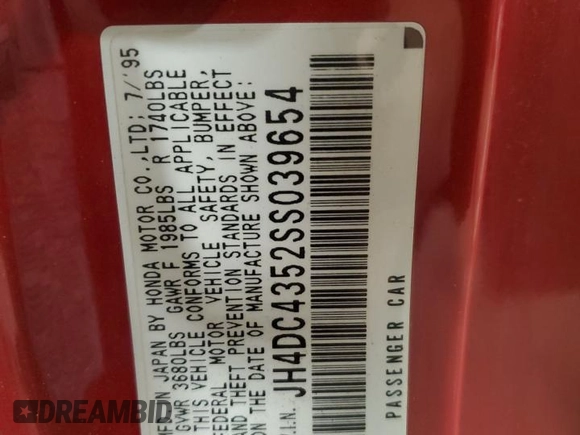 IN JAPAN BY HONDA MOTOR CO.,LTD: 7/'95
GVWR 3680LBS GAWR F 1985LBS R 1740LBS
THIS VEHICLE CONFORMS TO ALL APPLICABLE
FEDERAL MOTOR VEHICLE SAFETY, BUMPER,
AND THEFT PREVENTION STANDARDS IN EFFECT
ON THE DATE OF MANUFACTURE SHOWN ABOVE:
V.I.N. JH4DC4352SS039654
PASSENGER CAR
DREAMBID